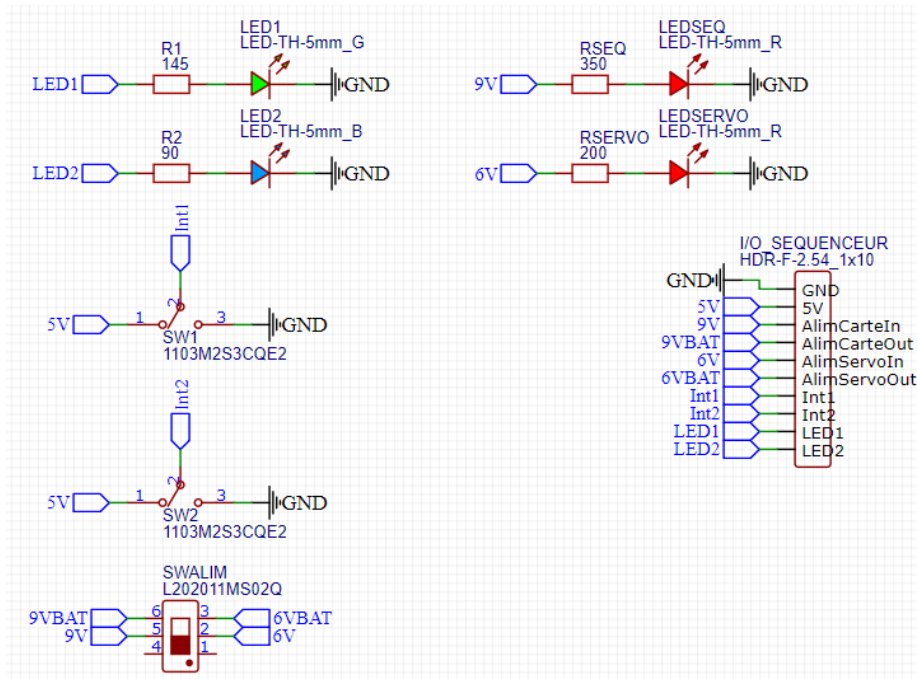 LED1
LED-TH-5mm_G
R1
145
LED1
GND
LED2
LED-TH-5mm_B
R2
90
LED2
GND
LEDSEQ
LED-TH-5mm_R
RSEQ
350
9V
GND
LEDSERVO
LED-TH-5mm_R
RSERVO
200
6V
GND
Int1
2
5V
1
3
GND
SW1
1103M2S3CQE2
Int2
2
5V
1
3
GND
SW2
1103M2S3CQE2
SWALIM
L202011MS02Q
9VBAT 6 3 6VBAT
9V 5 2 6V
4 1
I/O_SEQUENCEUR
HDR-F-2.54_1x10
GND GND
5V 5V
9V AlimCarteIn
9VBAT AlimCarteOut
6V AlimServoIn
6VBAT AlimServoOut
Int1 Int1
Int2 Int2
LED1 LED1
LED2 LED2